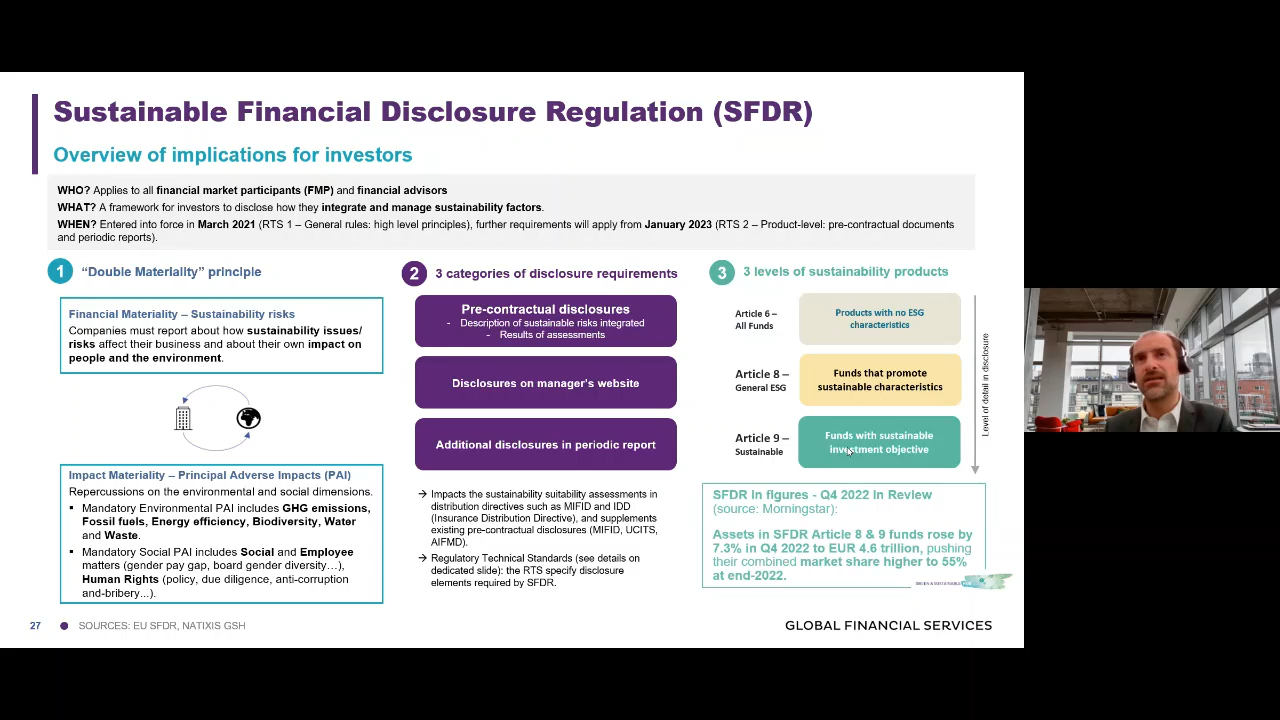 Sustainable Financial Disclosure Regulation (SFDR)
Overview of implications for investors
WHO? Applies to all financial market participants (FMP) and financial advisors
WHAT? A framework for investors to disclose how they integrate and manage sustainability factors.
WHEN? Entered into force in March 2021 (RTS 1 – General rules: high level principles), further requirements will apply from January 2023 (RTS 2 – Product-level: pre-contractual documents
and periodic reports).
1 “Double Materiality” principle
Financial Materiality – Sustainability risks
Companies must report about how sustainability issues/
risks affect their business and about their own impact on
people and the environment.
Impact Materiality – Principal Adverse Impacts (PAI)
Repercussions on the environmental and social dimensions.
▪ Mandatory Environmental PAI includes GHG emissions,
Fossil fuels, Energy efficiency, Biodiversity, Water
and Waste.
▪ Mandatory Social PAI includes Social and Employee
matters (gender pay gap, board gender diversity…),
Human Rights (policy, due diligence, anti-corruption
and-bribery...).
2 3 categories of disclosure requirements
Pre-contractual disclosures
- Description of sustainable risks integrated
- Results of assessments
Disclosures on manager's website
Additional disclosures in periodic report
→ Impacts the sustainability suitability assessments in
distribution directives such as MIFID and IDD
(Insurance Distribution Directive), and supplements
existing pre-contractual disclosures (MIFID, UCITS,
AIFMD).
→ Regulatory Technical Standards (see details on
dedicated slide): the RTS specify disclosure
elements required by SFDR.
3 3 levels of sustainability products
Article 6 –
All Funds
Products with no ESG
characteristics
Article 8 –
General ESG
Funds that promote
sustainable characteristics
Article 9 –
Sustainable
Funds with sustainable
investment objective
Level of detail in disclosure
SFDR in figures - Q4 2022 in Review
(source: Morningstar):
Assets in SFDR Article 8 & 9 funds rose by
7.3% in Q4 2022 to EUR 4.6 trillion, pushing
their combined market share higher to 55%
at end-2022.
27 ● SOURCES: EU SFDR, NATIXIS GSH
GLOBAL FINANCIAL SERVICES